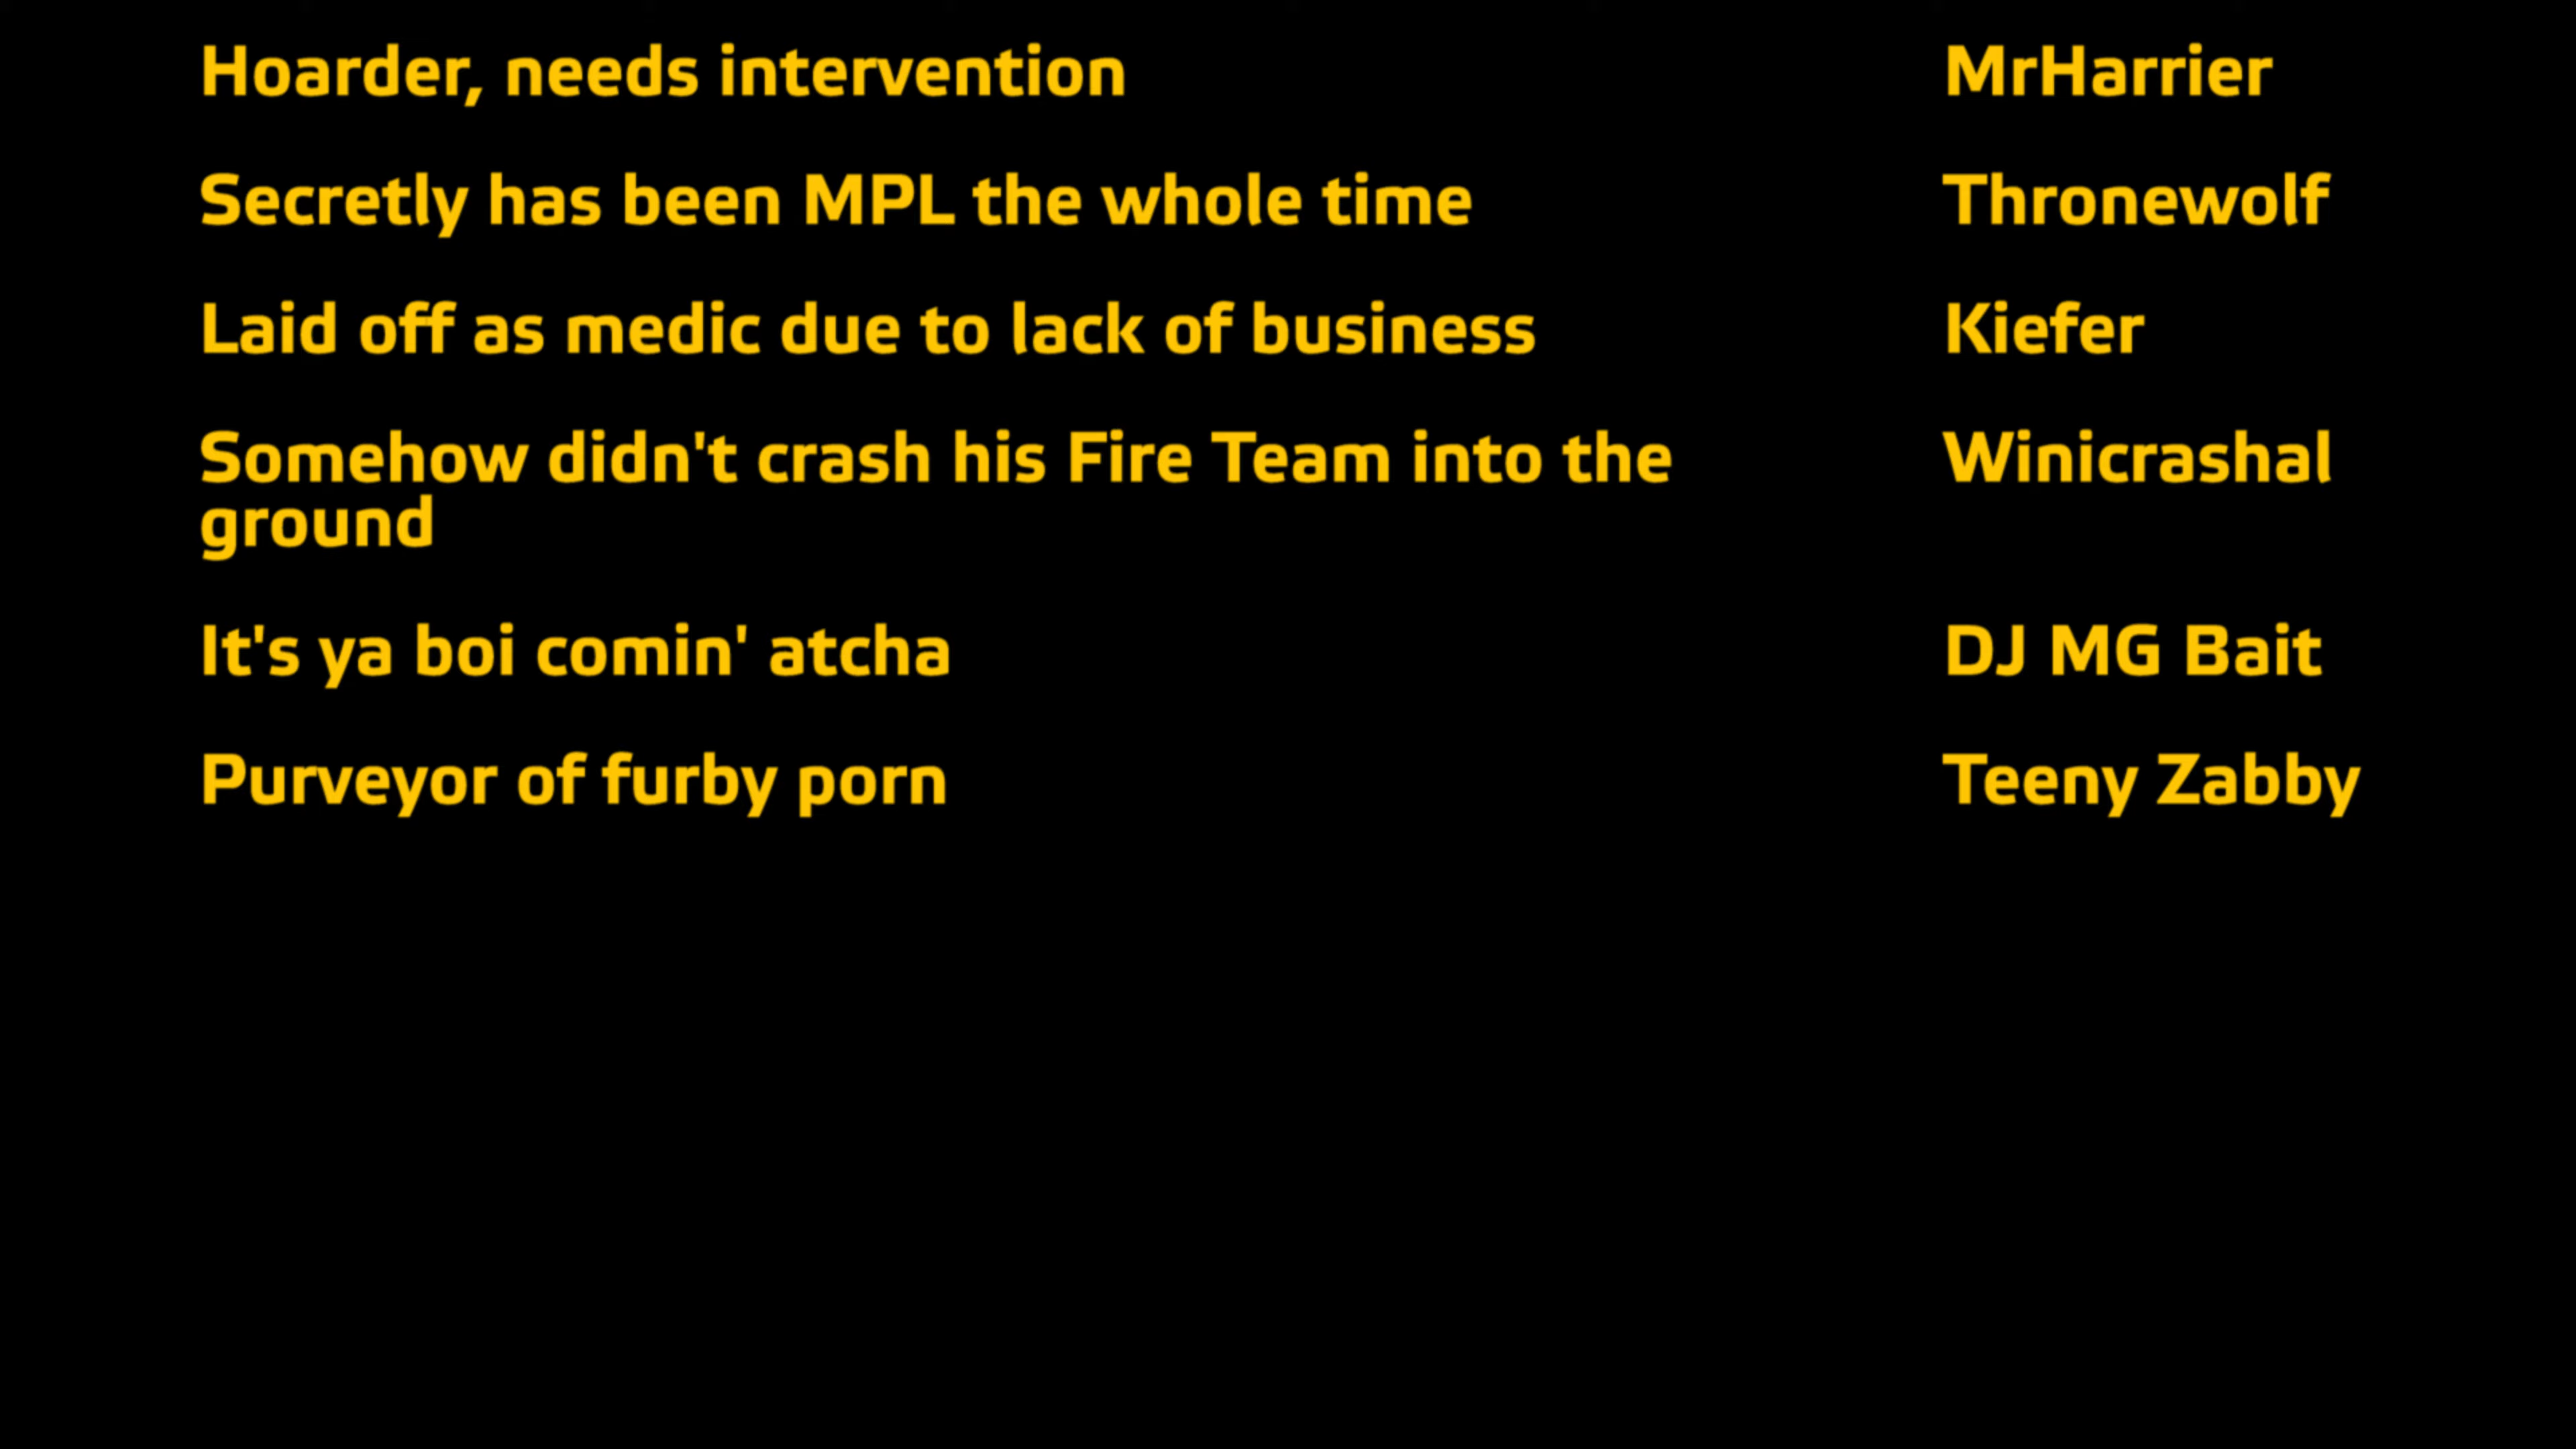 Hoarder, needs intervention MrHarrier
Secretly has been MPL the whole time Thronewolf
Laid off as medic due to lack of business Kiefer
Somehow didn't crash his Fire Team into the Winicrashal
ground
It's ya boi comin' atcha DJ MG Bait
Purveyor of furby porn Teeny Zabby